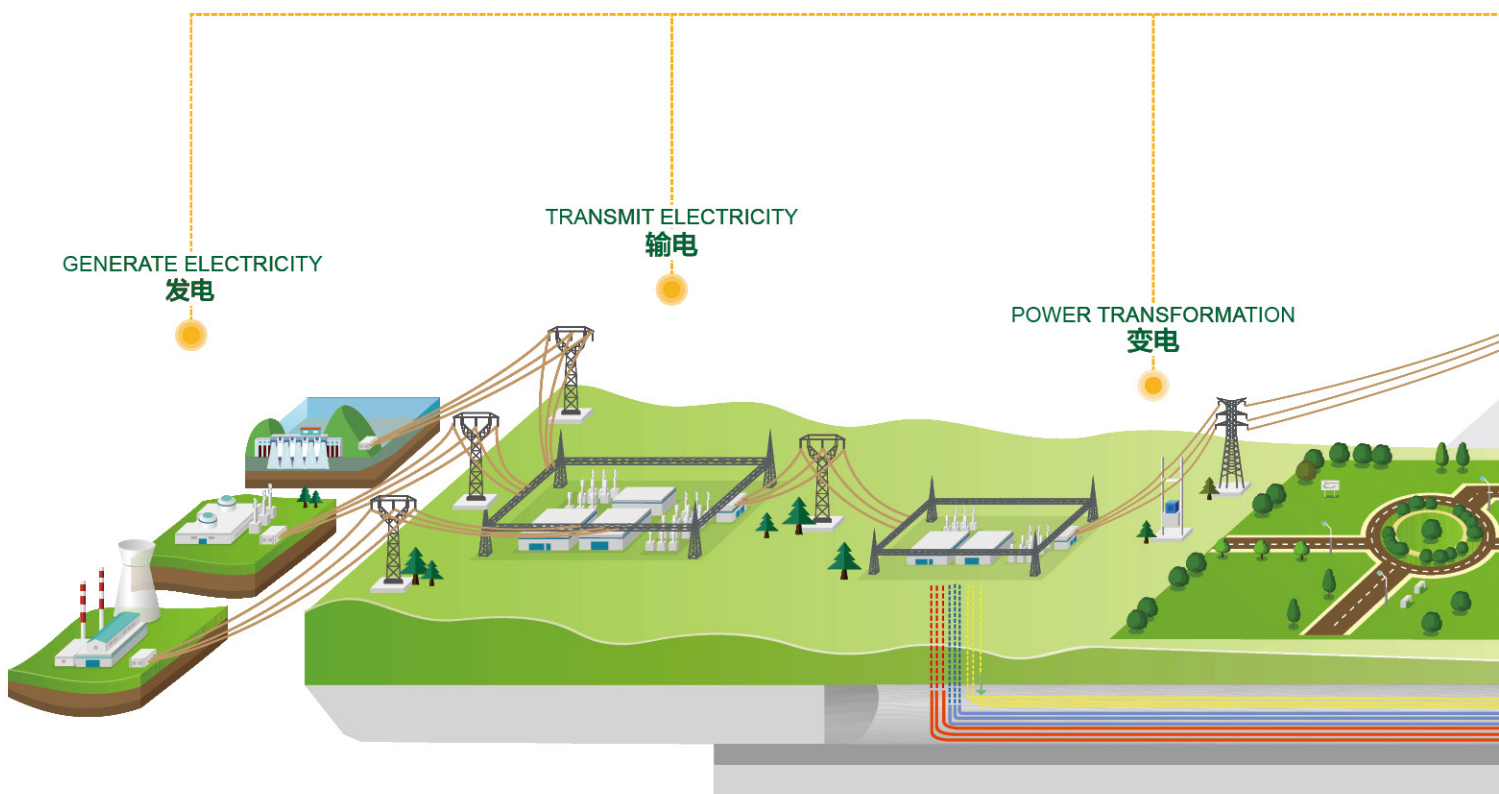 GENERATE ELECTRICITY
发电
TRANSMIT ELECTRICITY
输电
POWER TRANSFORMATION
变电